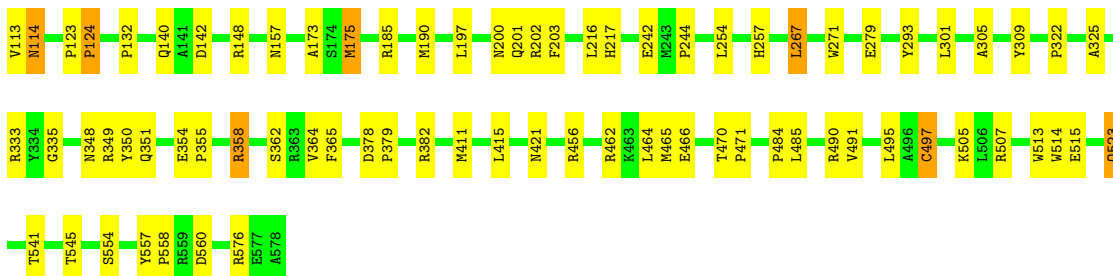 V113 N114 P123 P124 P132 Q140 A141 D142 R148 N157 A173 S174 M175 R185 M190 L197 N200 Q201 R202 F203 L216 H217 E242 M243 P244 L254 H257 L267 W271 E279 Y293 L301 A305 Y309 P322 A325
R333 Y334 G335 N348 R349 Y350 Q351 E354 P355 R358 S362 R363 V364 F365 D378 P379 R382 M411 L415 N421 R456 R462 K463 L464 M465 E466 T470 P471 P484 L485 R490 V491 L495 A496 C497 K505 L506 R507 W513 W514 E515
T541 T545 S554 Y557 P558 R559 D560 R576 E577 A578